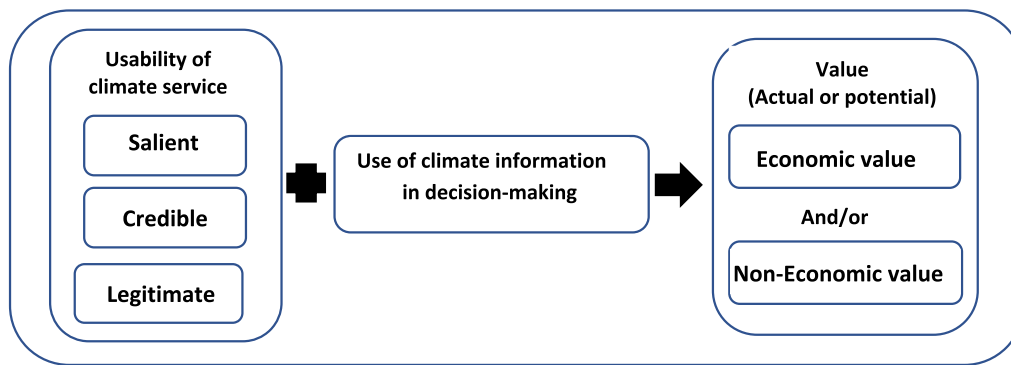 Usability of
climate service
Salient
Credible
Legitimate
Use of climate information
in decision-making
Value
(Actual or potential)
Economic value
And/or
Non-Economic value